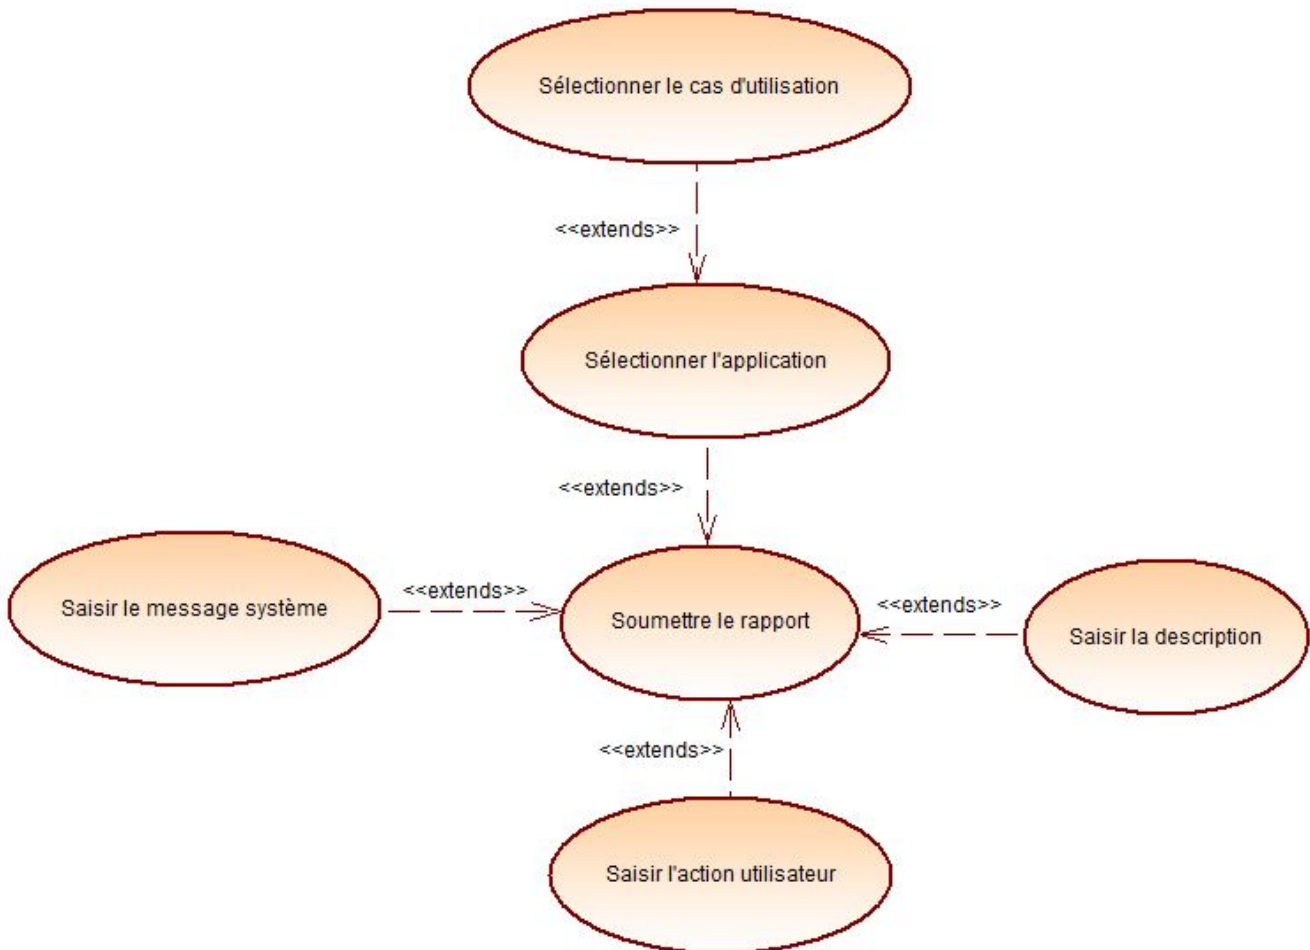 Sélectionner le cas d'utilisation
<<extends>>
Sélectionner l'application
<<extends>>
Saisir le message système
<<extends>>
Soumettre le rapport
<<extends>>
Saisir la description
<<extends>>
Saisir l'action utilisateur